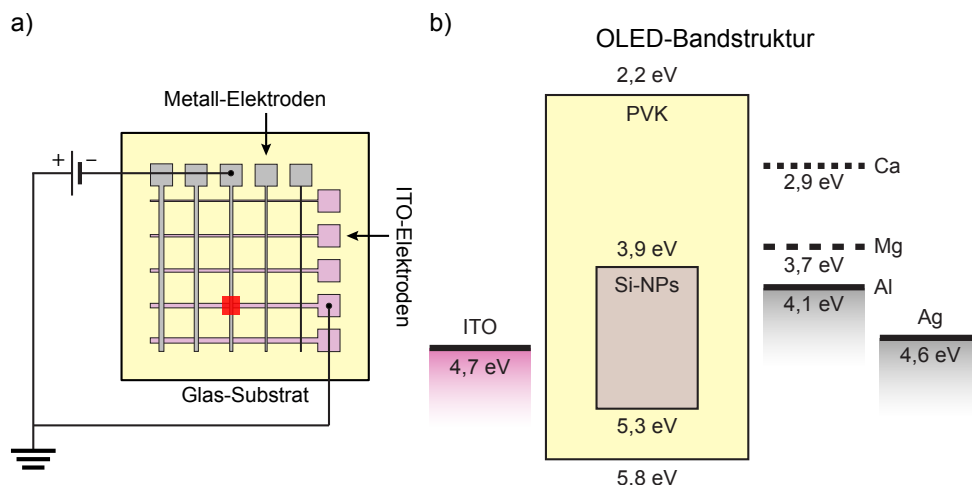 a)
Metall-Elektroden
+
−
ITO-Elektroden
Glas-Substrat
b)
OLED-Bandstruktur
2,2 eV
PVK
Ca
2,9 eV
Mg
3,7 eV
3,9 eV
Si-NPs
Al
4,1 eV
ITO
4,7 eV
Ag
4,6 eV
5,3 eV
5,8 eV